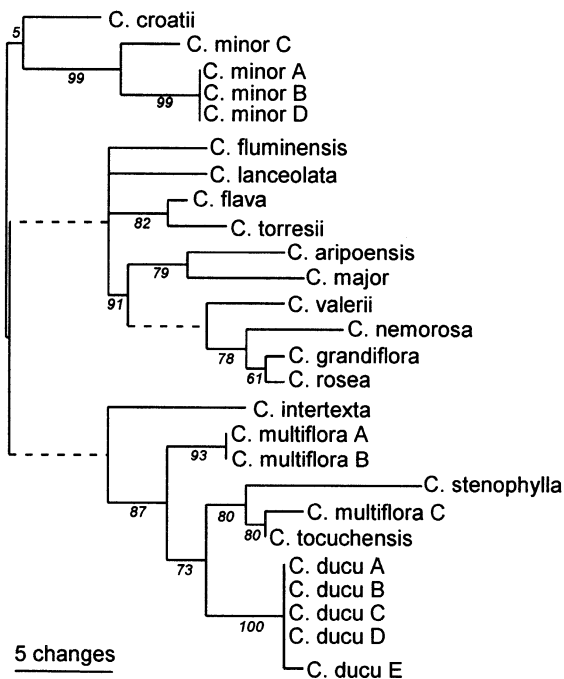 C. croatii
5
C. minor C
99
C. minor A
99
C. minor B
C. minor D
C. fluminensis
C. lanceolata
C. flava
82
C. torresii
C. aripoensis
79
C. major
91
C. valerii
C. nemorosa
78
C. grandiflora
61
C. rosea
C. intertexta
C. multiflora A
93
C. multiflora B
87
C. stenophylla
80
C. multiflora C
80
C. tocuchensis
73
C. ducu A
C. ducu B
C. ducu C
100
C. ducu D
5 changes
C. ducu E